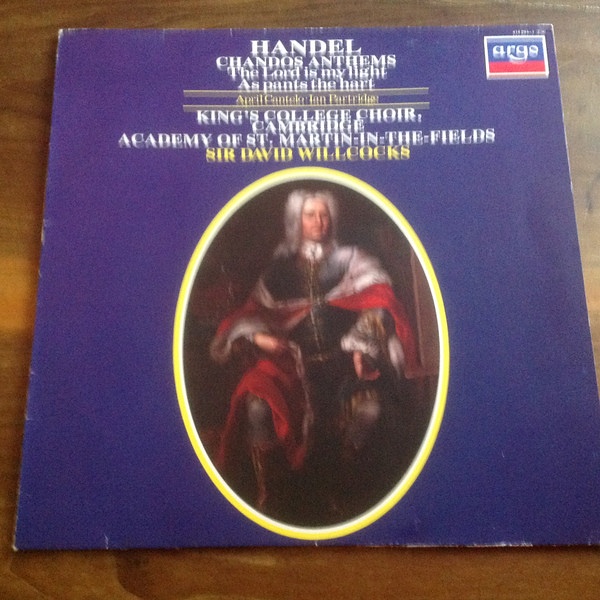 HANDEL
CHANDOS ANTHEMS
The Lord is my light
As pants the hart
April Cantelo Ian Partridge
KING'S COLLEGE CHOIR,
CAMBRIDGE
ACADEMY OF ST. MARTIN-IN-THE-FIELDS
SIR DAVID WILLCOCKS
argo